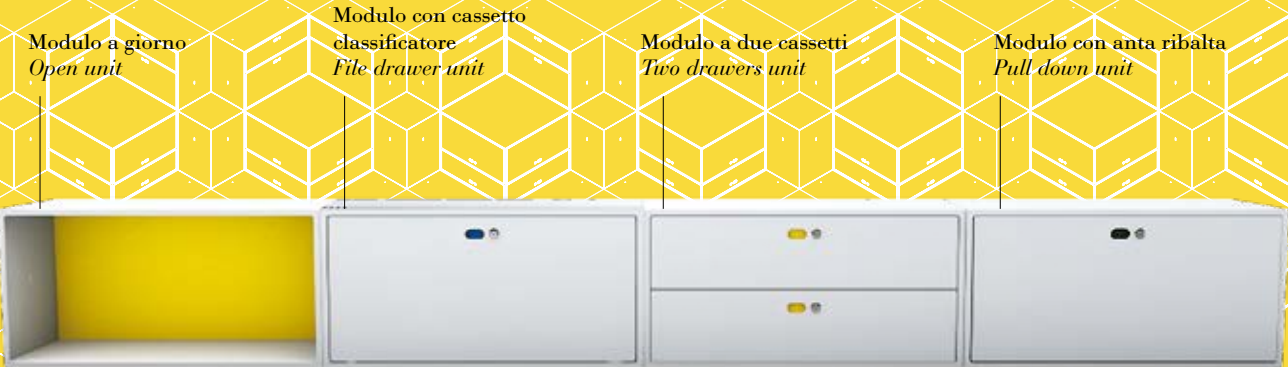 Modulo a giorno
Open unit
Modulo con cassetto
classificatore
File drawer unit
Modulo a due cassetti
Two drawers unit
Modulo con anta ribalta
Pull down unit